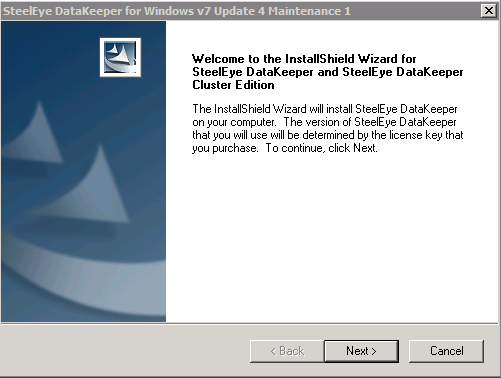 SteelEye DataKeeper for Windows v7 Update 4 Maintenance 1
Welcome to the InstallShield Wizard for
SteelEye DataKeeper and SteelEye DataKeeper
Cluster Edition
The InstallShield Wizard will install SteelEye DataKeeper
on your computer. The version of SteelEye DataKeeper
that you will use will be determined by the license key that
you purchase. To continue, click Next.
< Back
Next >
Cancel